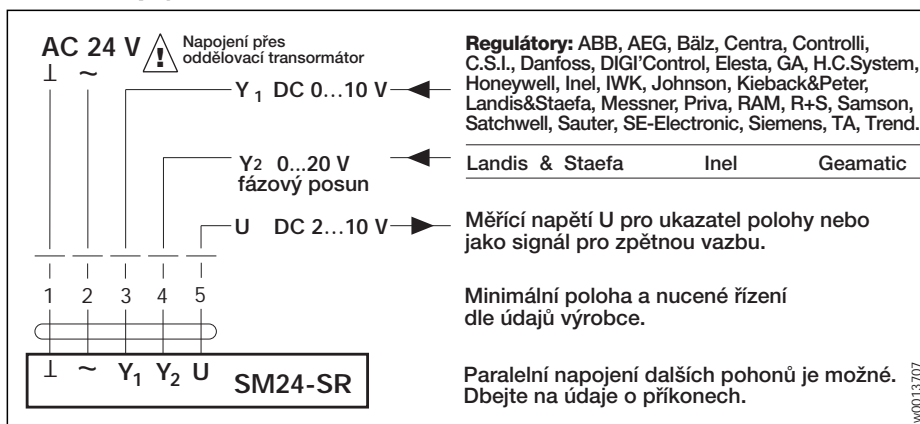 AC 24 V
Napojení přes
oddělovací transormátor
⊥ ~
Y1 DC 0...10 V
Y2 0...20 V
fázový posun
U DC 2...10 V
1 2 3 4 5
⊥ ~ Y1 Y2 U
SM24-SR
Regulátory: ABB, AEG, Bälz, Centra, Controlli,
C.S.I., Danfoss, DIGI'Control, Elesta, GA, H.C.System,
Honeywell, Inel, IWK, Johnson, Kieback&Peter,
Landis&Staefa, Messner, Priva, RAM, R+S, Samson,
Satchwell, Sauter, SE-Electronic, Siemens, TA, Trend.
Landis & Staefa Inel Geamatic
Měřící napětí U pro ukazatel polohy nebo
jako signál pro zpětnou vazbu.
Minimální poloha a nucené řízení
dle údajů výrobce.
Paralelní napojení dalších pohonů je možné.
Dbejte na údaje o příkonech.
w0013707